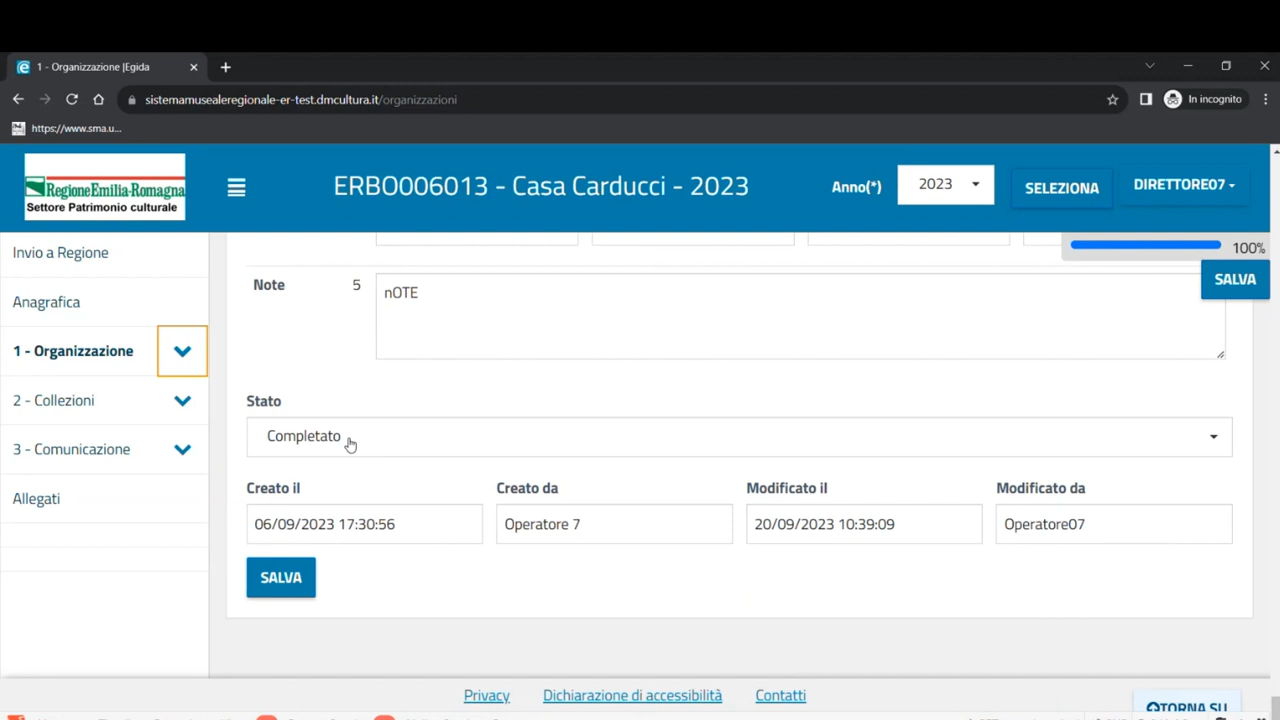 1 - Organizzazione |Egida
sistemamusealeregionale-er-test.dmcultura.it/organizzazioni
In incognito
https://www.sma.u...
RegioneEmilia-Romagna
Settore Patrimonio culturale
ERBO006013 - Casa Carducci - 2023
Anno(*)
2023
SELEZIONA
DIRETTORE07
Invio a Regione
100%
SALVA
Anagrafica
Note 5
nOTE
1 - Organizzazione
2 - Collezioni
3 - Comunicazione
Allegati
Stato
Completato
Creato il
Creato da
Modificato il
Modificato da
06/09/2023 17:30:56
Operatore 7
20/09/2023 10:39:09
Operatore07
SALVA
Privacy
Dichiarazione di accessibilità
Contatti
TORNA SU